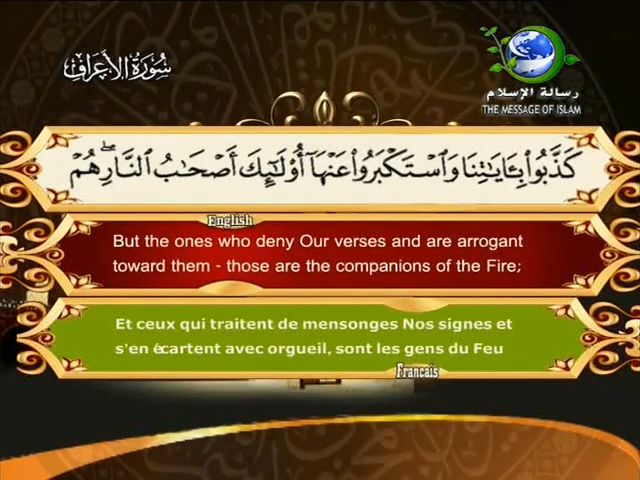 سُورَةُ الأَعْرَافِ
رسالة الإسلام
THE MESSAGE OF ISLAM
كَذَّبُوا۟ بِـَٔايَـٰتِنَا وَٱسْتَكْبَرُوا۟ عَنْهَآ أُو۟لَـٰٓئِكَ أَصْحَـٰبُ ٱلنَّارِ ۖ هُمْ
English
But the ones who deny Our verses and are arrogant
toward them - those are the companions of the Fire;
Et ceux qui traitent de mensonges Nos signes et
s'en écartent avec orgueil, sont les gens du Feu
Francais